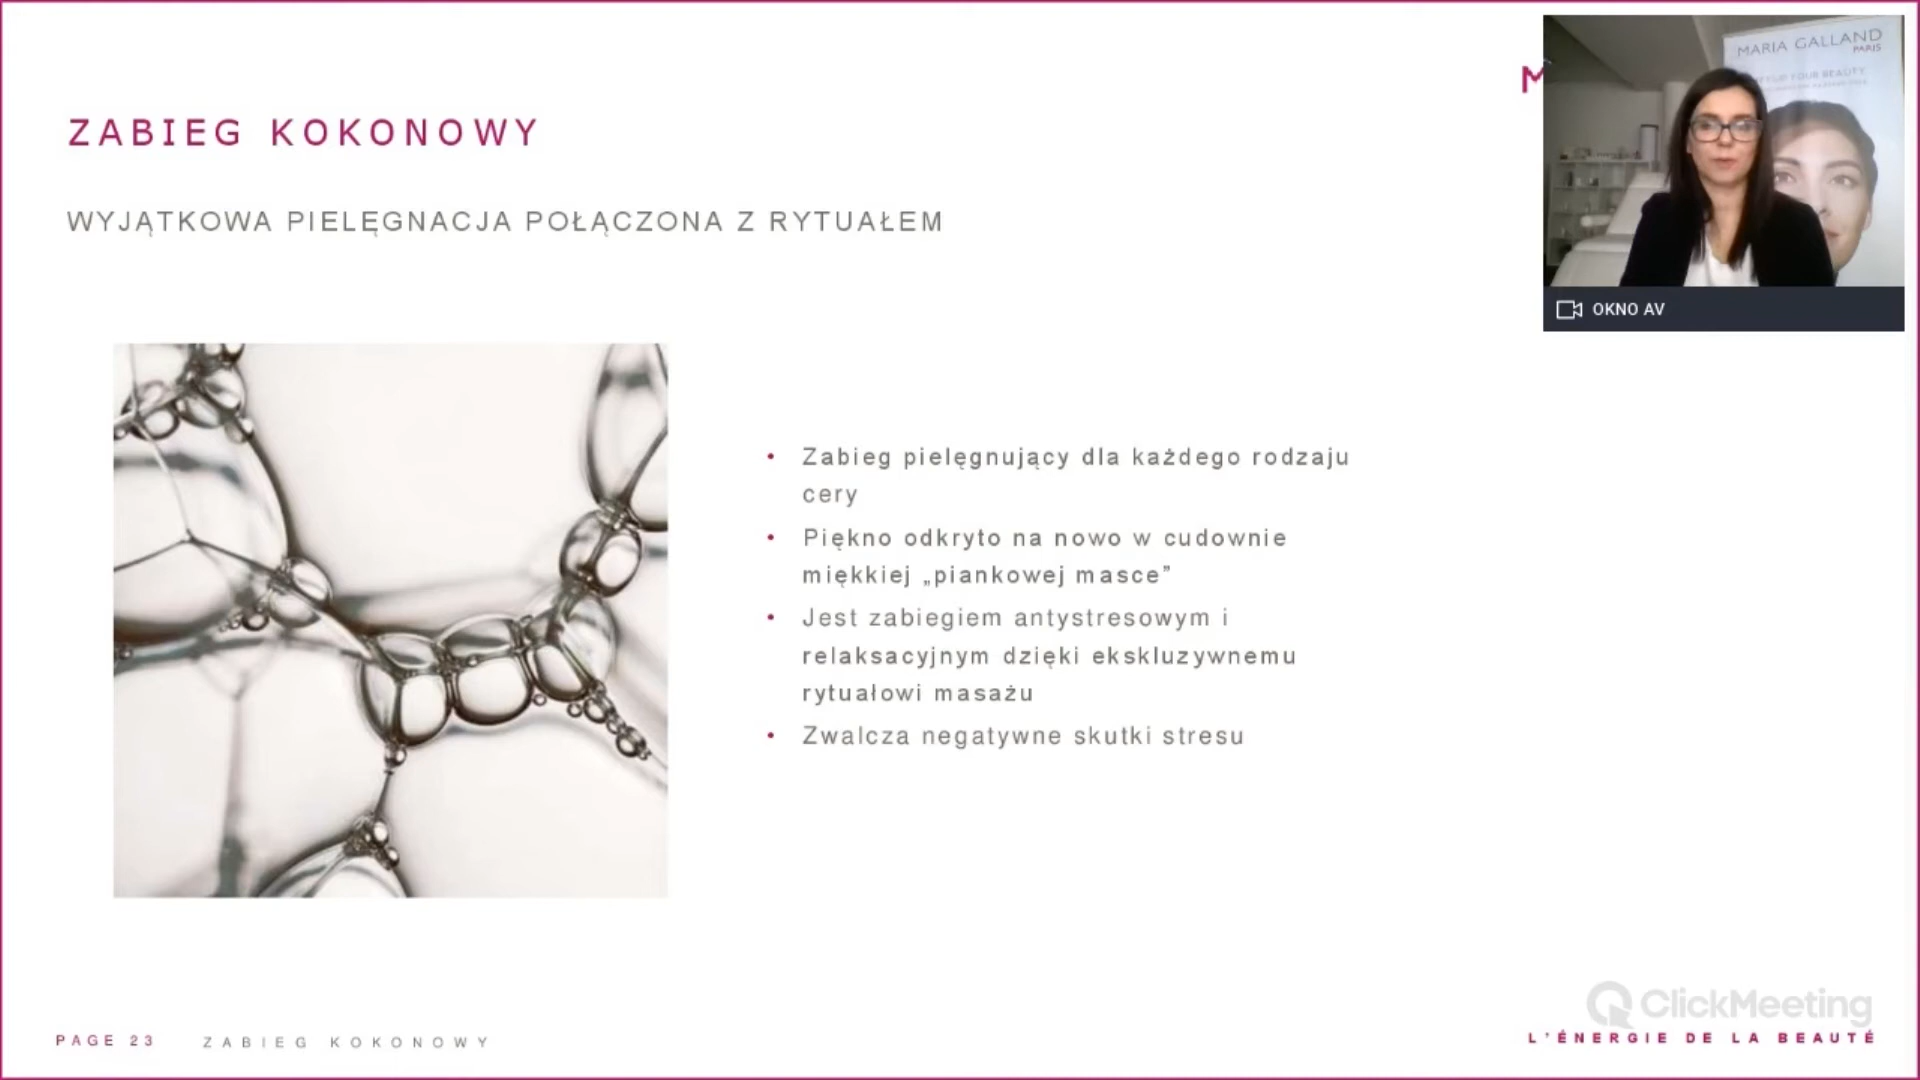 ZABIEG KOKONOWY
WYJĄTKOWA PIELĘGNACJA POŁĄCZONA Z RYTUAŁEM
M
MARIA GALLAND
PARIS
YOUR BEAUTY
OKNO AV
• Zabieg pielęgnujący dla każdego rodzaju
cery
• Piękno odkryto na nowo w cudownie
miękkiej „piankowej masce”
• Jest zabiegiem antystresowym i
relaksacyjnym dzięki ekskluzywnemu
rytuałowi masażu
• Zwalcza negatywne skutki stresu
ClickMeeting
PAGE 23 ZABIEG KOKONOWY
L'ÉNERGIE DE LA BEAUTÉ